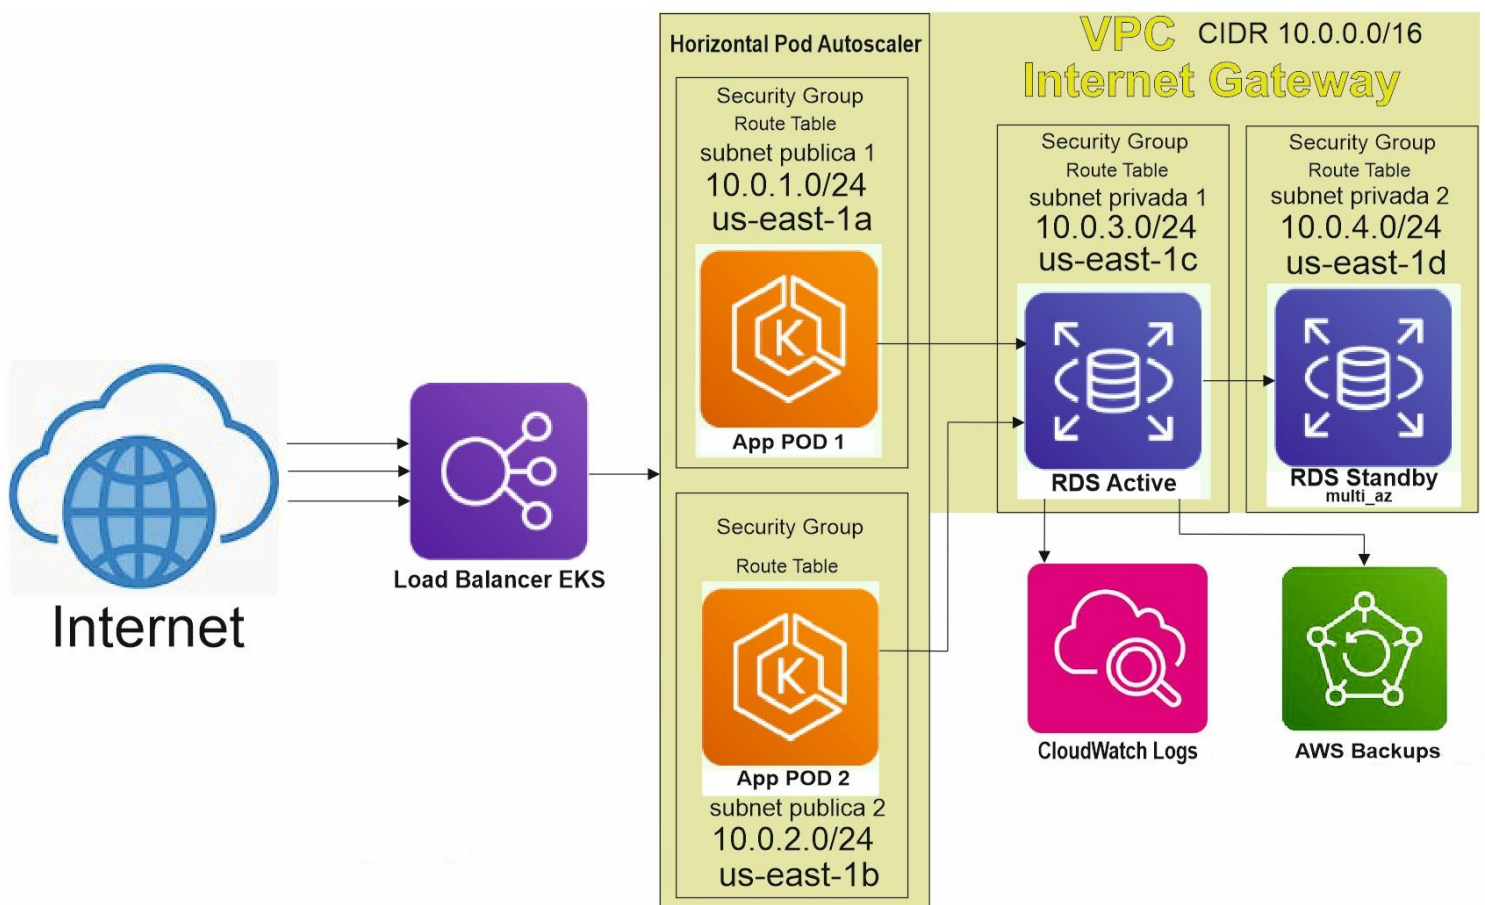 Internet
Load Balancer EKS
Horizontal Pod Autoscaler
Security Group
Route Table
subnet publica 1
10.0.1.0/24
us-east-1a
K
App POD 1
Security Group
Route Table
K
App POD 2
subnet publica 2
10.0.2.0/24
us-east-1b
VPC CIDR 10.0.0.0/16
Internet Gateway
Security Group
Route Table
subnet privada 1
10.0.3.0/24
us-east-1c
RDS Active
Security Group
Route Table
subnet privada 2
10.0.4.0/24
us-east-1d
RDS Standby
multi_az
CloudWatch Logs
AWS Backups